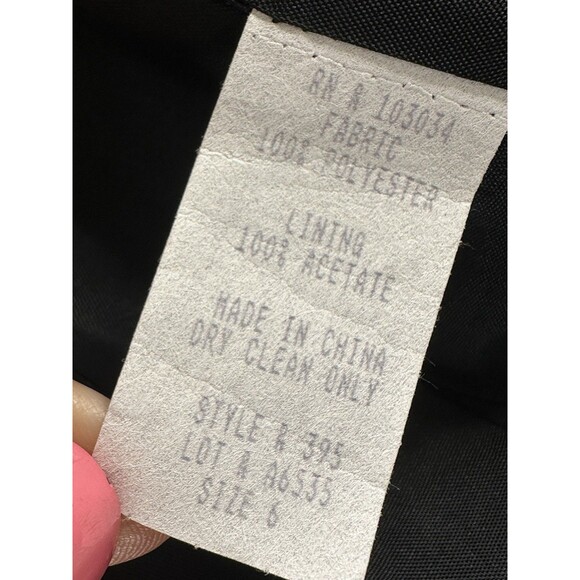 RN & 103034
FABRIC
100% POLYESTER
LINING
100% ACETATE
MADE IN CHINA
DRY CLEAN ONLY
STYLE & 395
LOT & A6535
SIZE 6